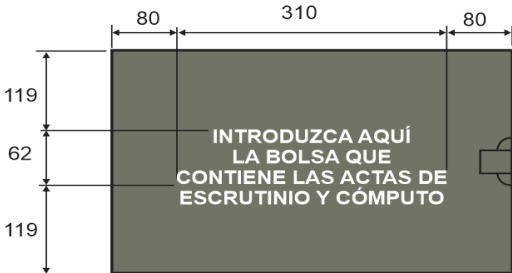 80 310 80
119
62
119
INTRODUZCA AQUÍ
LA BOLSA QUE
CONTIENE LAS ACTAS DE
ESCRUTINIO Y CÓMPUTO